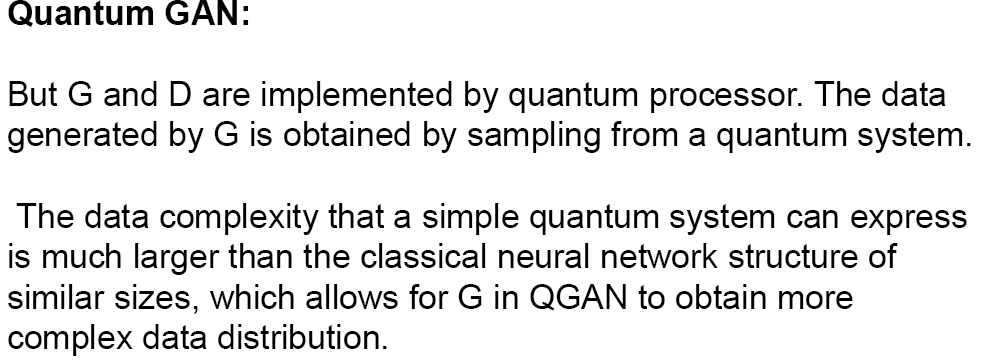 Quantum GAN:
But G and D are implemented by quantum processor. The data
generated by G is obtained by sampling from a quantum system.
The data complexity that a simple quantum system can express
is much larger than the classical neural network structure of
similar sizes, which allows for G in QGAN to obtain more
complex data distribution.